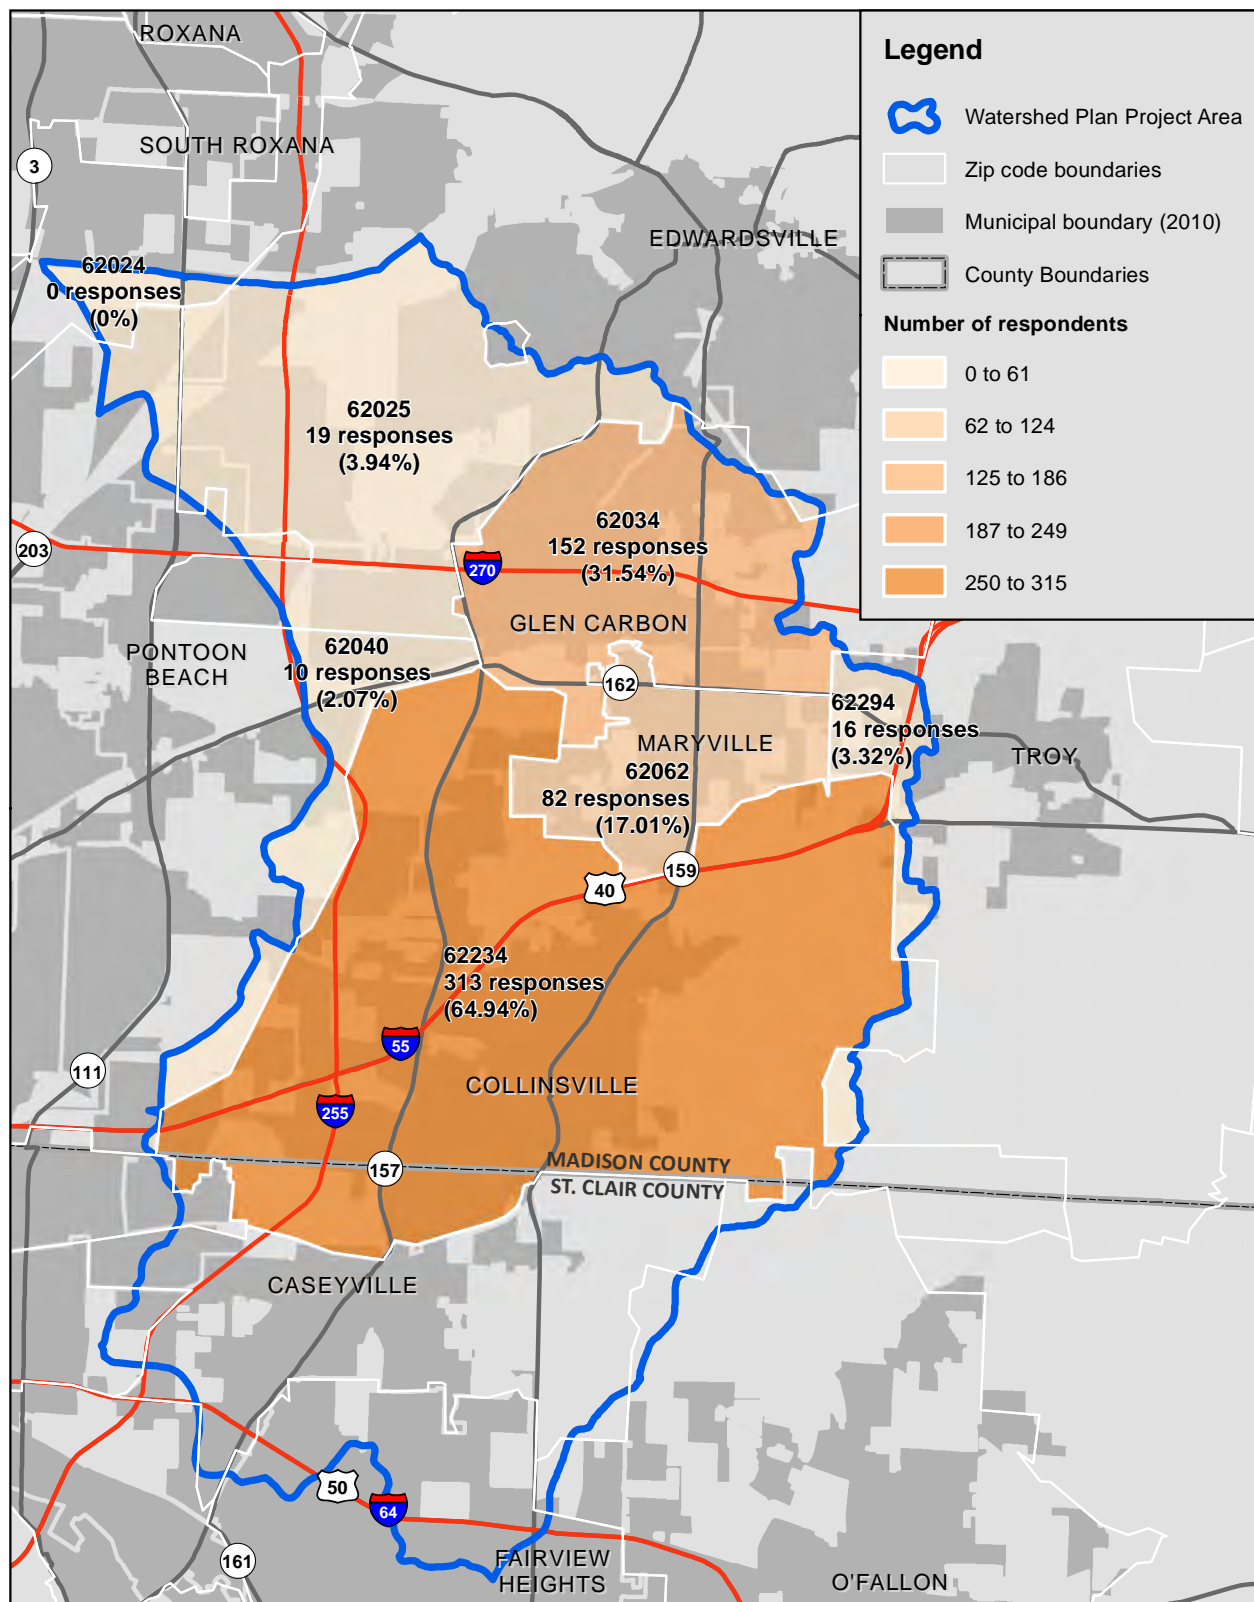 ROXANA
SOUTH ROXANA
3
EDWARDSVILLE
Legend
Watershed Plan Project Area
Zip code boundaries
Municipal boundary (2010)
County Boundaries
Number of respondents
0 to 61
62 to 124
125 to 186
187 to 249
250 to 315
62024
0 responses
(0%)
62025
19 responses
(3.94%)
62034
152 responses
(31.54%)
203
270
GLEN CARBON
PONTOON
BEACH
62040
10 responses
(2.07%)
162
62294
16 responses
(3.32%)
MARYVILLE
62062
82 responses
(17.01%)
TROY
159
40
62234
313 responses
(64.94%)
55
111
COLLINSVILLE
255
157
MADISON COUNTY
ST. CLAIR COUNTY
CASEYVILLE
50
64
161
FAIRVIEW
HEIGHTS
O'FALLON